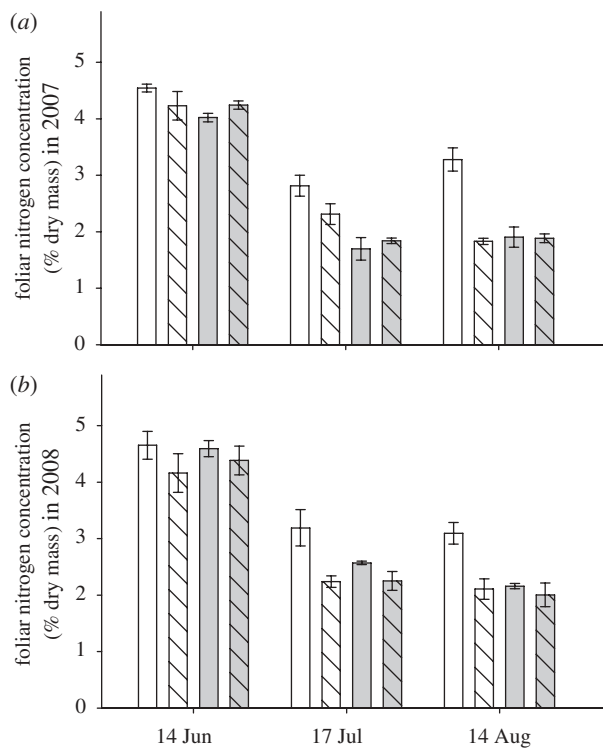 (a)
foliar nitrogen concentration
(% dry mass) in 2007
5
4
3
2
1
0
(b)
foliar nitrogen concentration
(% dry mass) in 2008
5
4
3
2
1
0
14 Jun 17 Jul 14 Aug